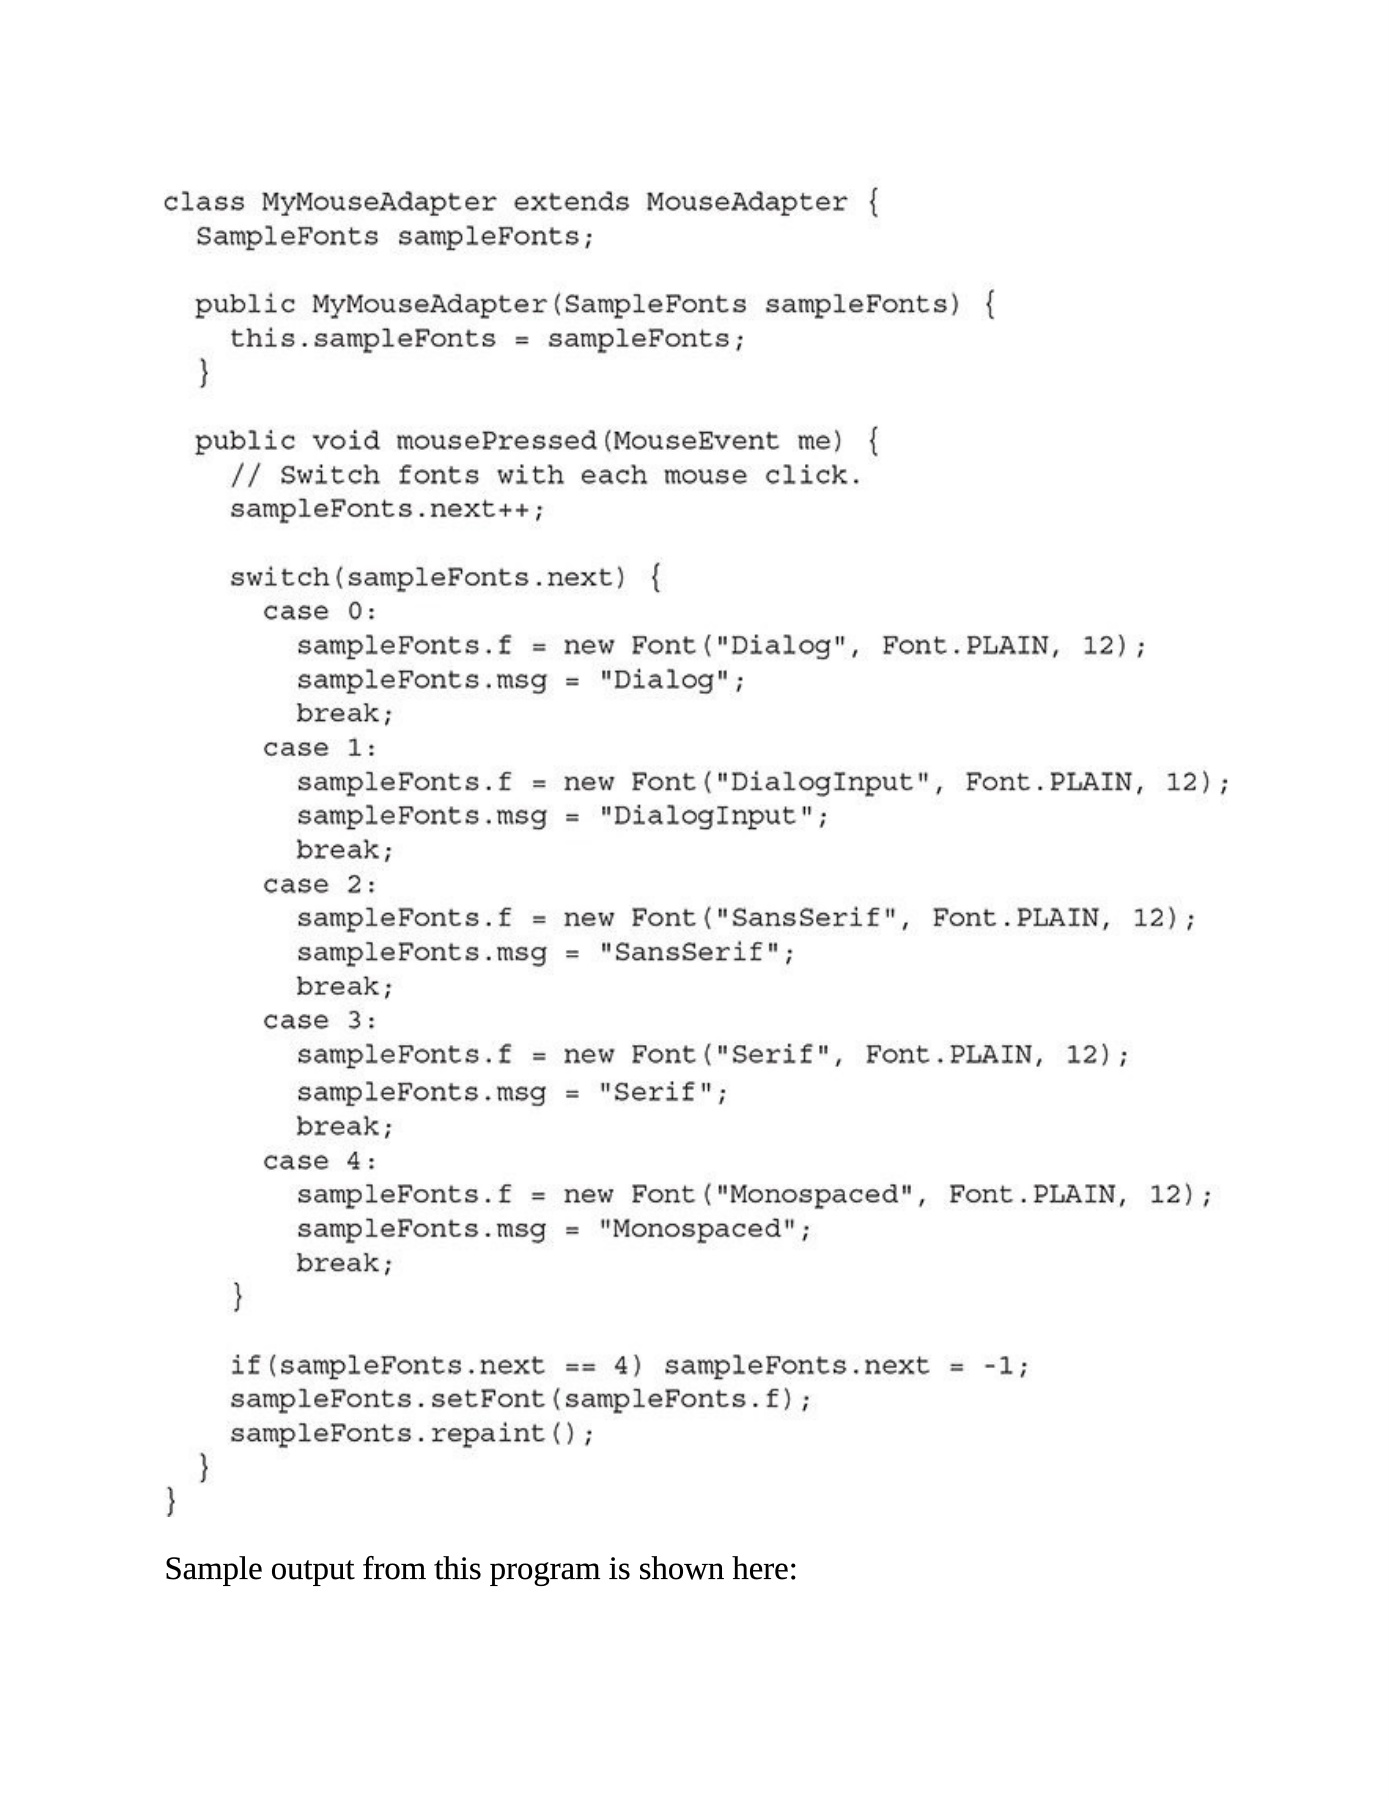 class MyMouseAdapter extends MouseAdapter {
  SampleFonts sampleFonts;

  public MyMouseAdapter(SampleFonts sampleFonts) {
    this.sampleFonts = sampleFonts;
  }

  public void mousePressed(MouseEvent me) {
    // Switch fonts with each mouse click.
    sampleFonts.next++;

    switch(sampleFonts.next) {
      case 0:
        sampleFonts.f = new Font("Dialog", Font.PLAIN, 12);
        sampleFonts.msg = "Dialog";
        break;
      case 1:
        sampleFonts.f = new Font("DialogInput", Font.PLAIN, 12);
        sampleFonts.msg = "DialogInput";
        break;
      case 2:
        sampleFonts.f = new Font("SansSerif", Font.PLAIN, 12);
        sampleFonts.msg = "SansSerif";
        break;
      case 3:
        sampleFonts.f = new Font("Serif", Font.PLAIN, 12);
        sampleFonts.msg = "Serif";
        break;
      case 4:
        sampleFonts.f = new Font("Monospaced", Font.PLAIN, 12);
        sampleFonts.msg = "Monospaced";
        break;
    }

    if(sampleFonts.next == 4) sampleFonts.next = -1;
    sampleFonts.setFont(sampleFonts.f);
    sampleFonts.repaint();
  }
}
Sample output from this program is shown here: